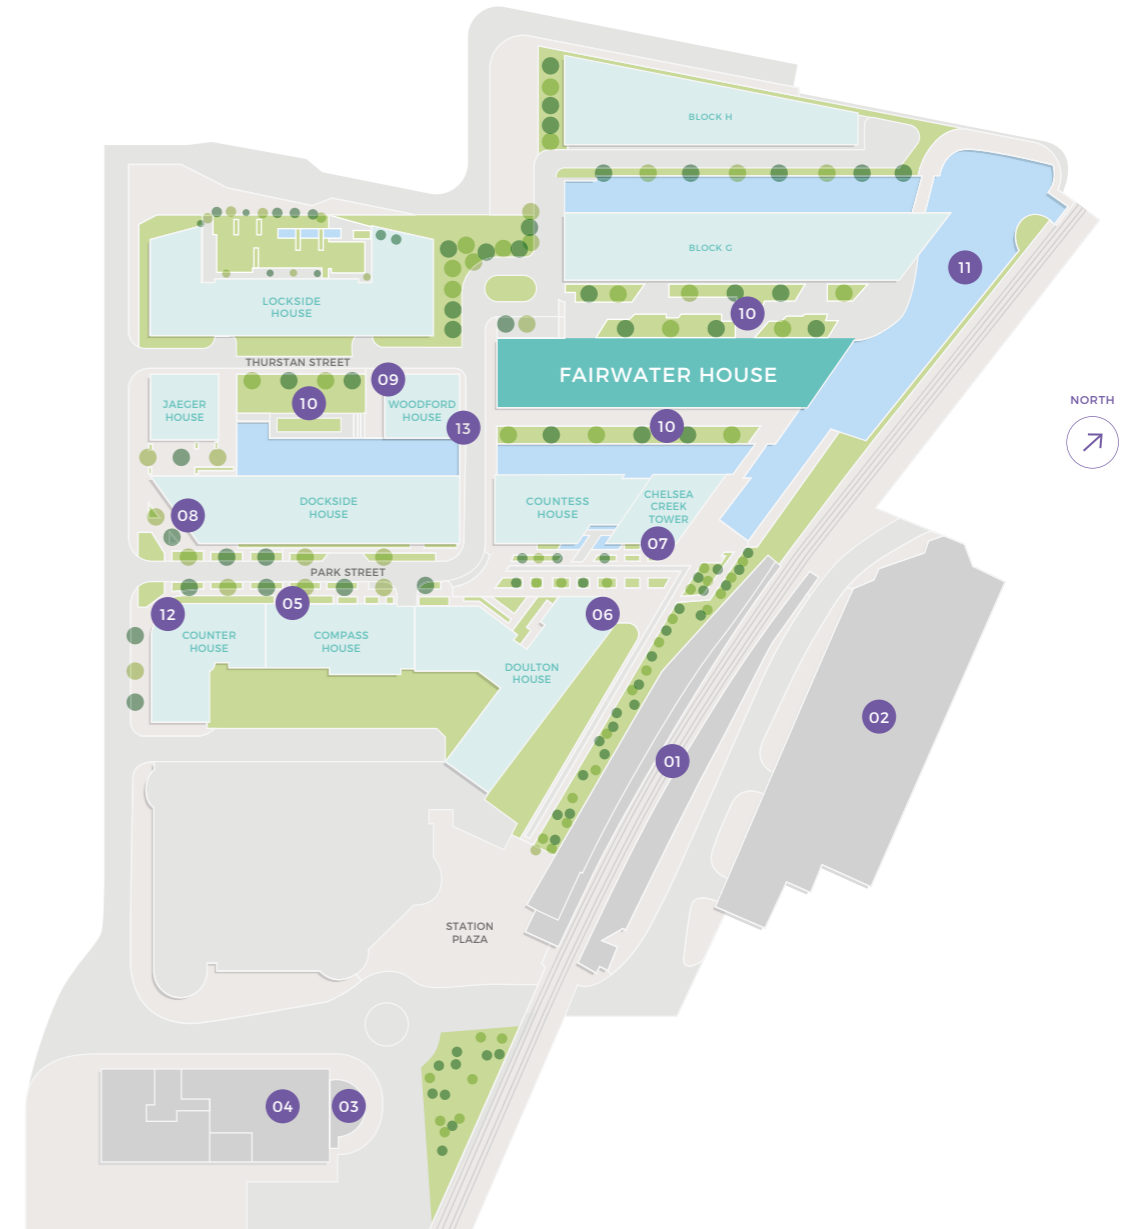 BLOCK H
BLOCK G
11
LOCKSIDE
HOUSE
10
THURSTAN STREET
FAIRWATER HOUSE
09
NORTH
JAEGER
HOUSE
10
WOODFORD
HOUSE
13
10
DOCKSIDE
HOUSE
COUNTESS
HOUSE
CHELSEA
CREEK
TOWER
08
07
PARK STREET
05
12
06
COUNTER
HOUSE
COMPASS
HOUSE
DOULTON
HOUSE
02
01
STATION
PLAZA
04
03